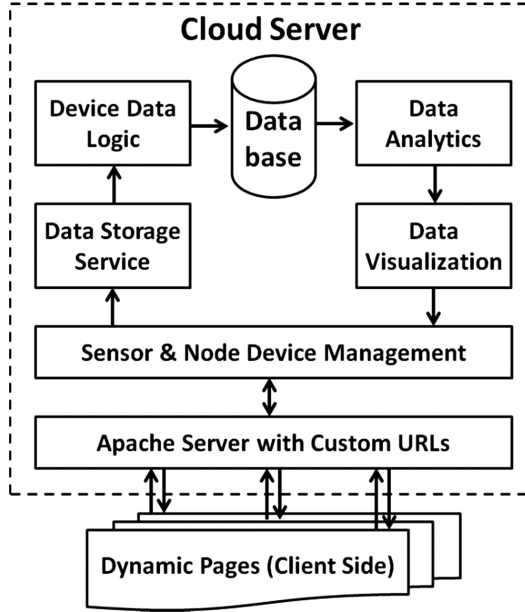 Cloud Server
Device Data
Logic
Data
base
Data
Analytics
Data Storage
Service
Data
Visualization
Sensor & Node Device Management
Apache Server with Custom URLs
Dynamic Pages (Client Side)